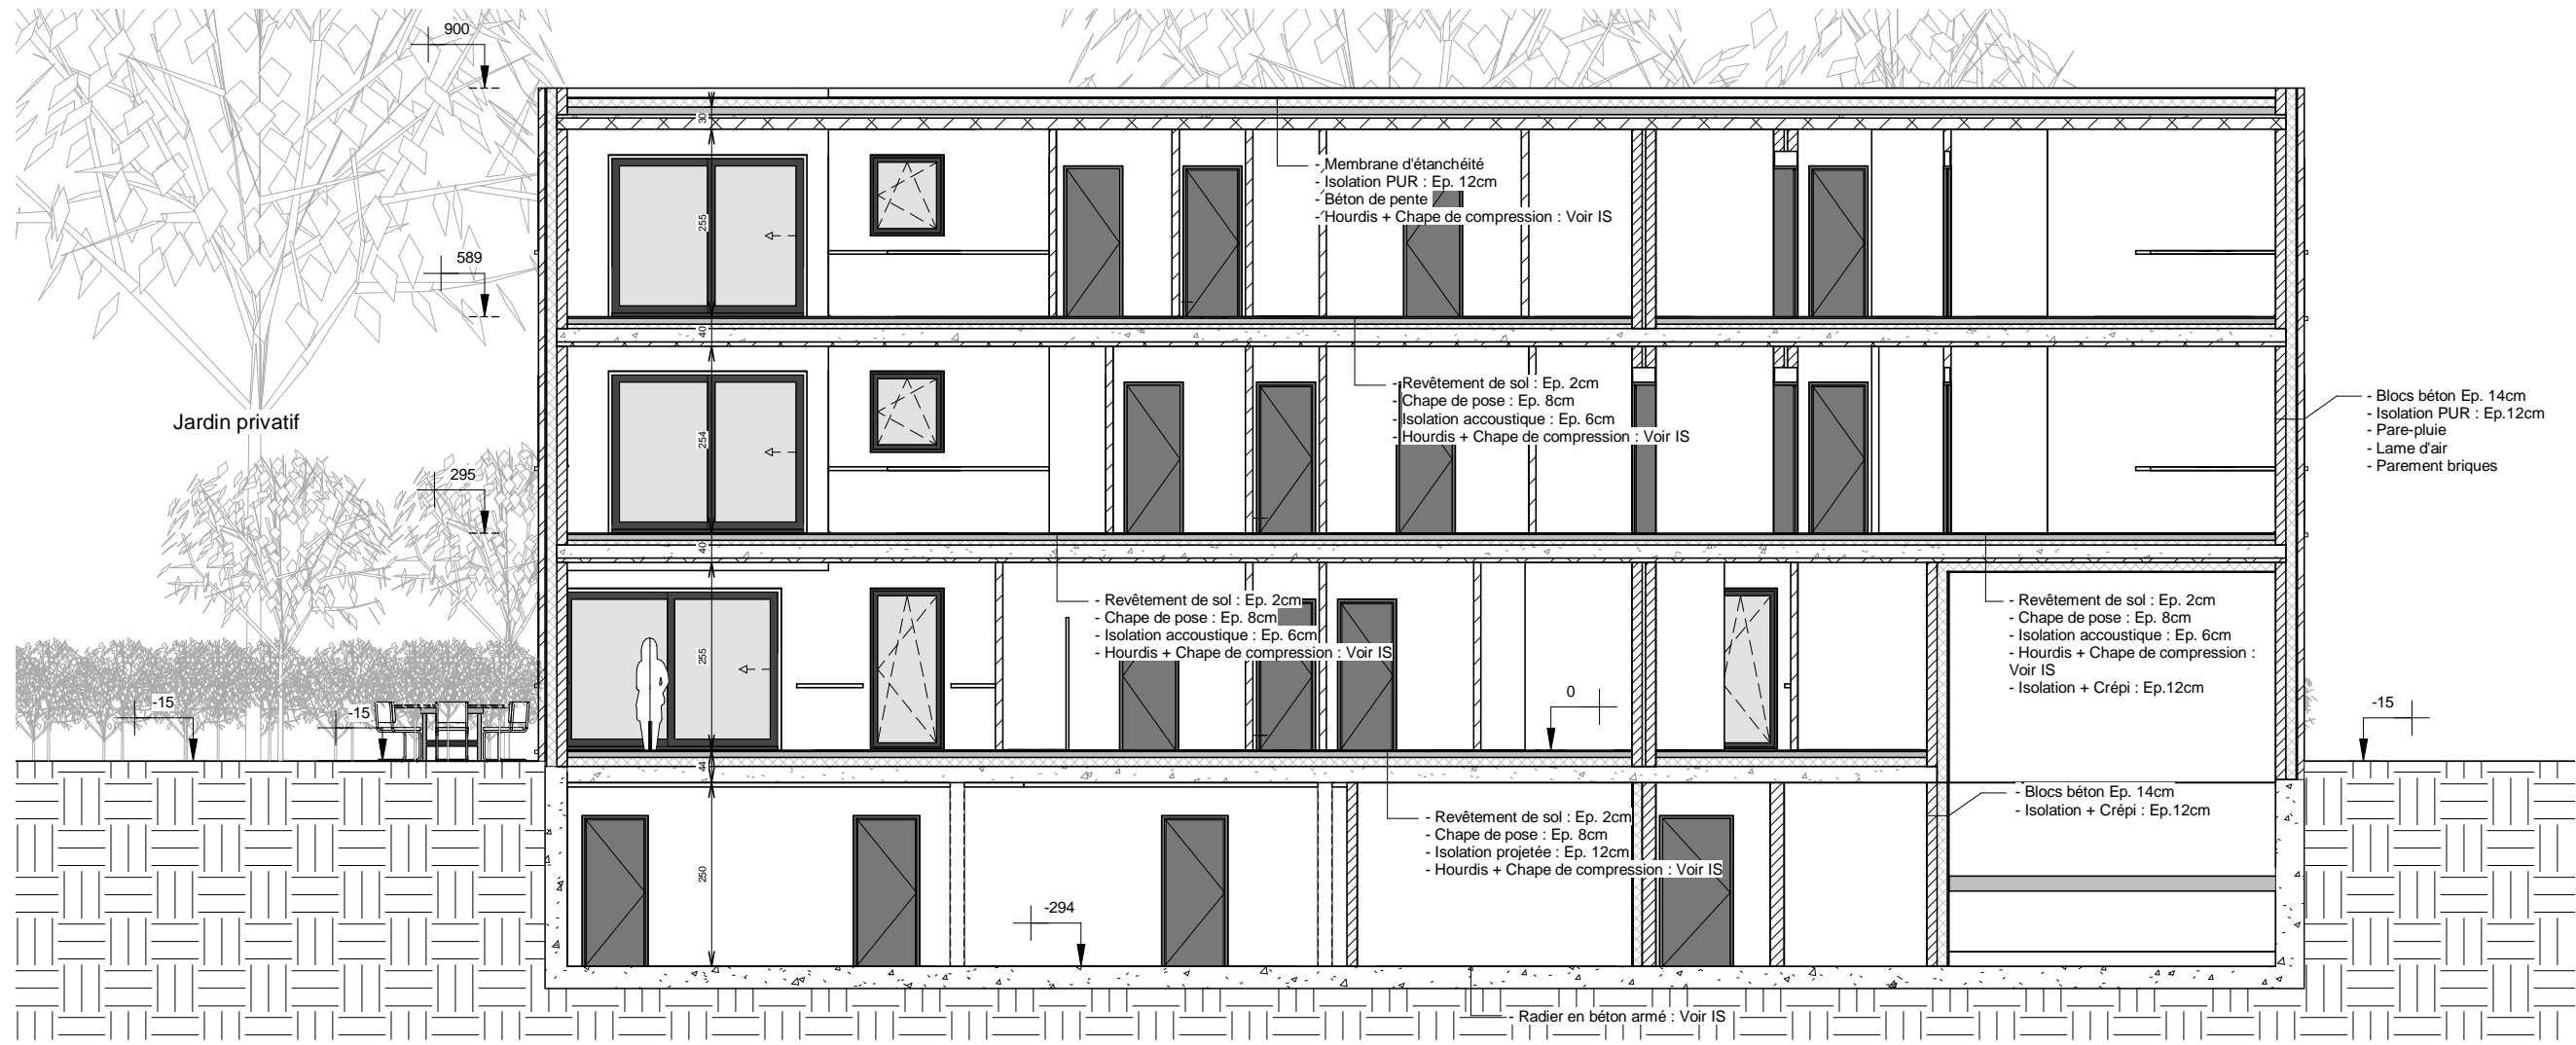 900
30
- Membrane d'étanchéité
- Isolation PUR : Ep. 12cm
- Béton de pente
- Hourdis + Chape de compression : Voir IS
255
589
40
- Revêtement de sol : Ep. 2cm
- Chape de pose : Ep. 8cm
- Isolation accoustique : Ep. 6cm
- Hourdis + Chape de compression : Voir IS
- Blocs béton Ep. 14cm
- Isolation PUR : Ep.12cm
- Pare-pluie
- Lame d'air
- Parement briques
Jardin privatif
254
295
40
- Revêtement de sol : Ep. 2cm
- Chape de pose : Ep. 8cm
- Isolation accoustique : Ep. 6cm
- Hourdis + Chape de compression : Voir IS
- Revêtement de sol : Ep. 2cm
- Chape de pose : Ep. 8cm
- Isolation accoustique : Ep. 6cm
- Hourdis + Chape de compression :
Voir IS
- Isolation + Crépi : Ep.12cm
255
0
-15
-15
-15
44
- Blocs béton Ep. 14cm
- Isolation + Crépi : Ep.12cm
- Revêtement de sol : Ep. 2cm
- Chape de pose : Ep. 8cm
- Isolation projetée : Ep. 12cm
- Hourdis + Chape de compression : Voir IS
250
-294
- Radier en béton armé : Voir IS